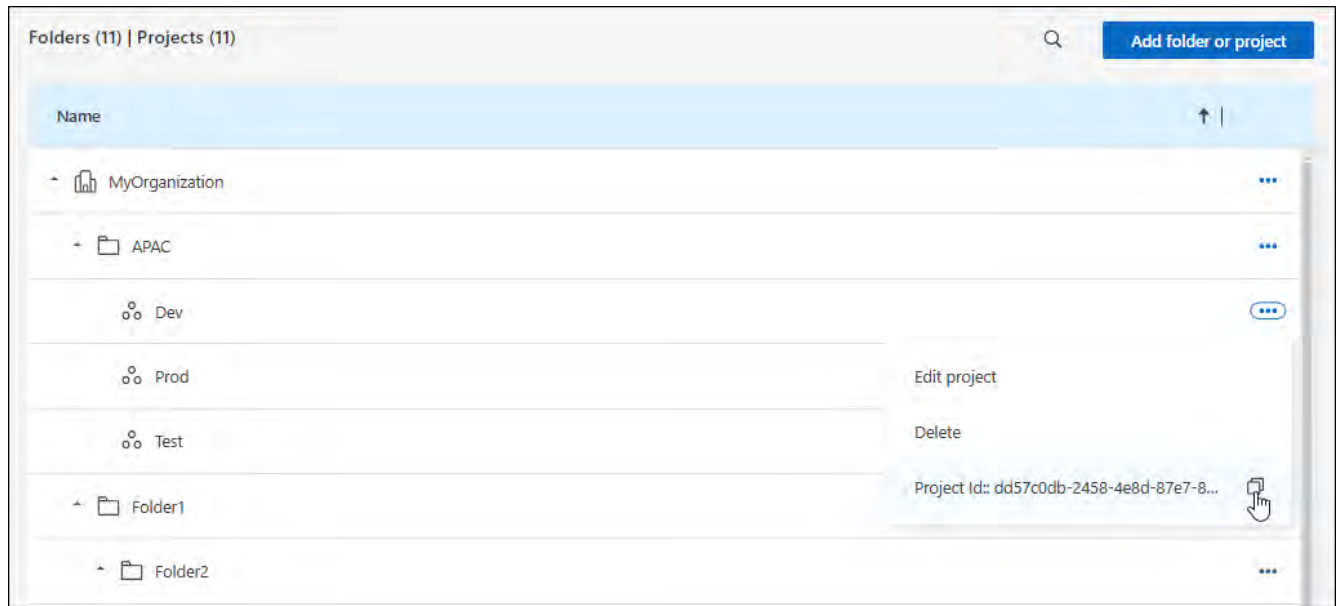 Folders (11) | Projects (11)
Add folder or project
Name
MyOrganization
APAC
Dev
Prod
Edit project
Test
Delete
Project Id:: dd57c0db-2458-4e8d-87e7-8...
Folder1
Folder2